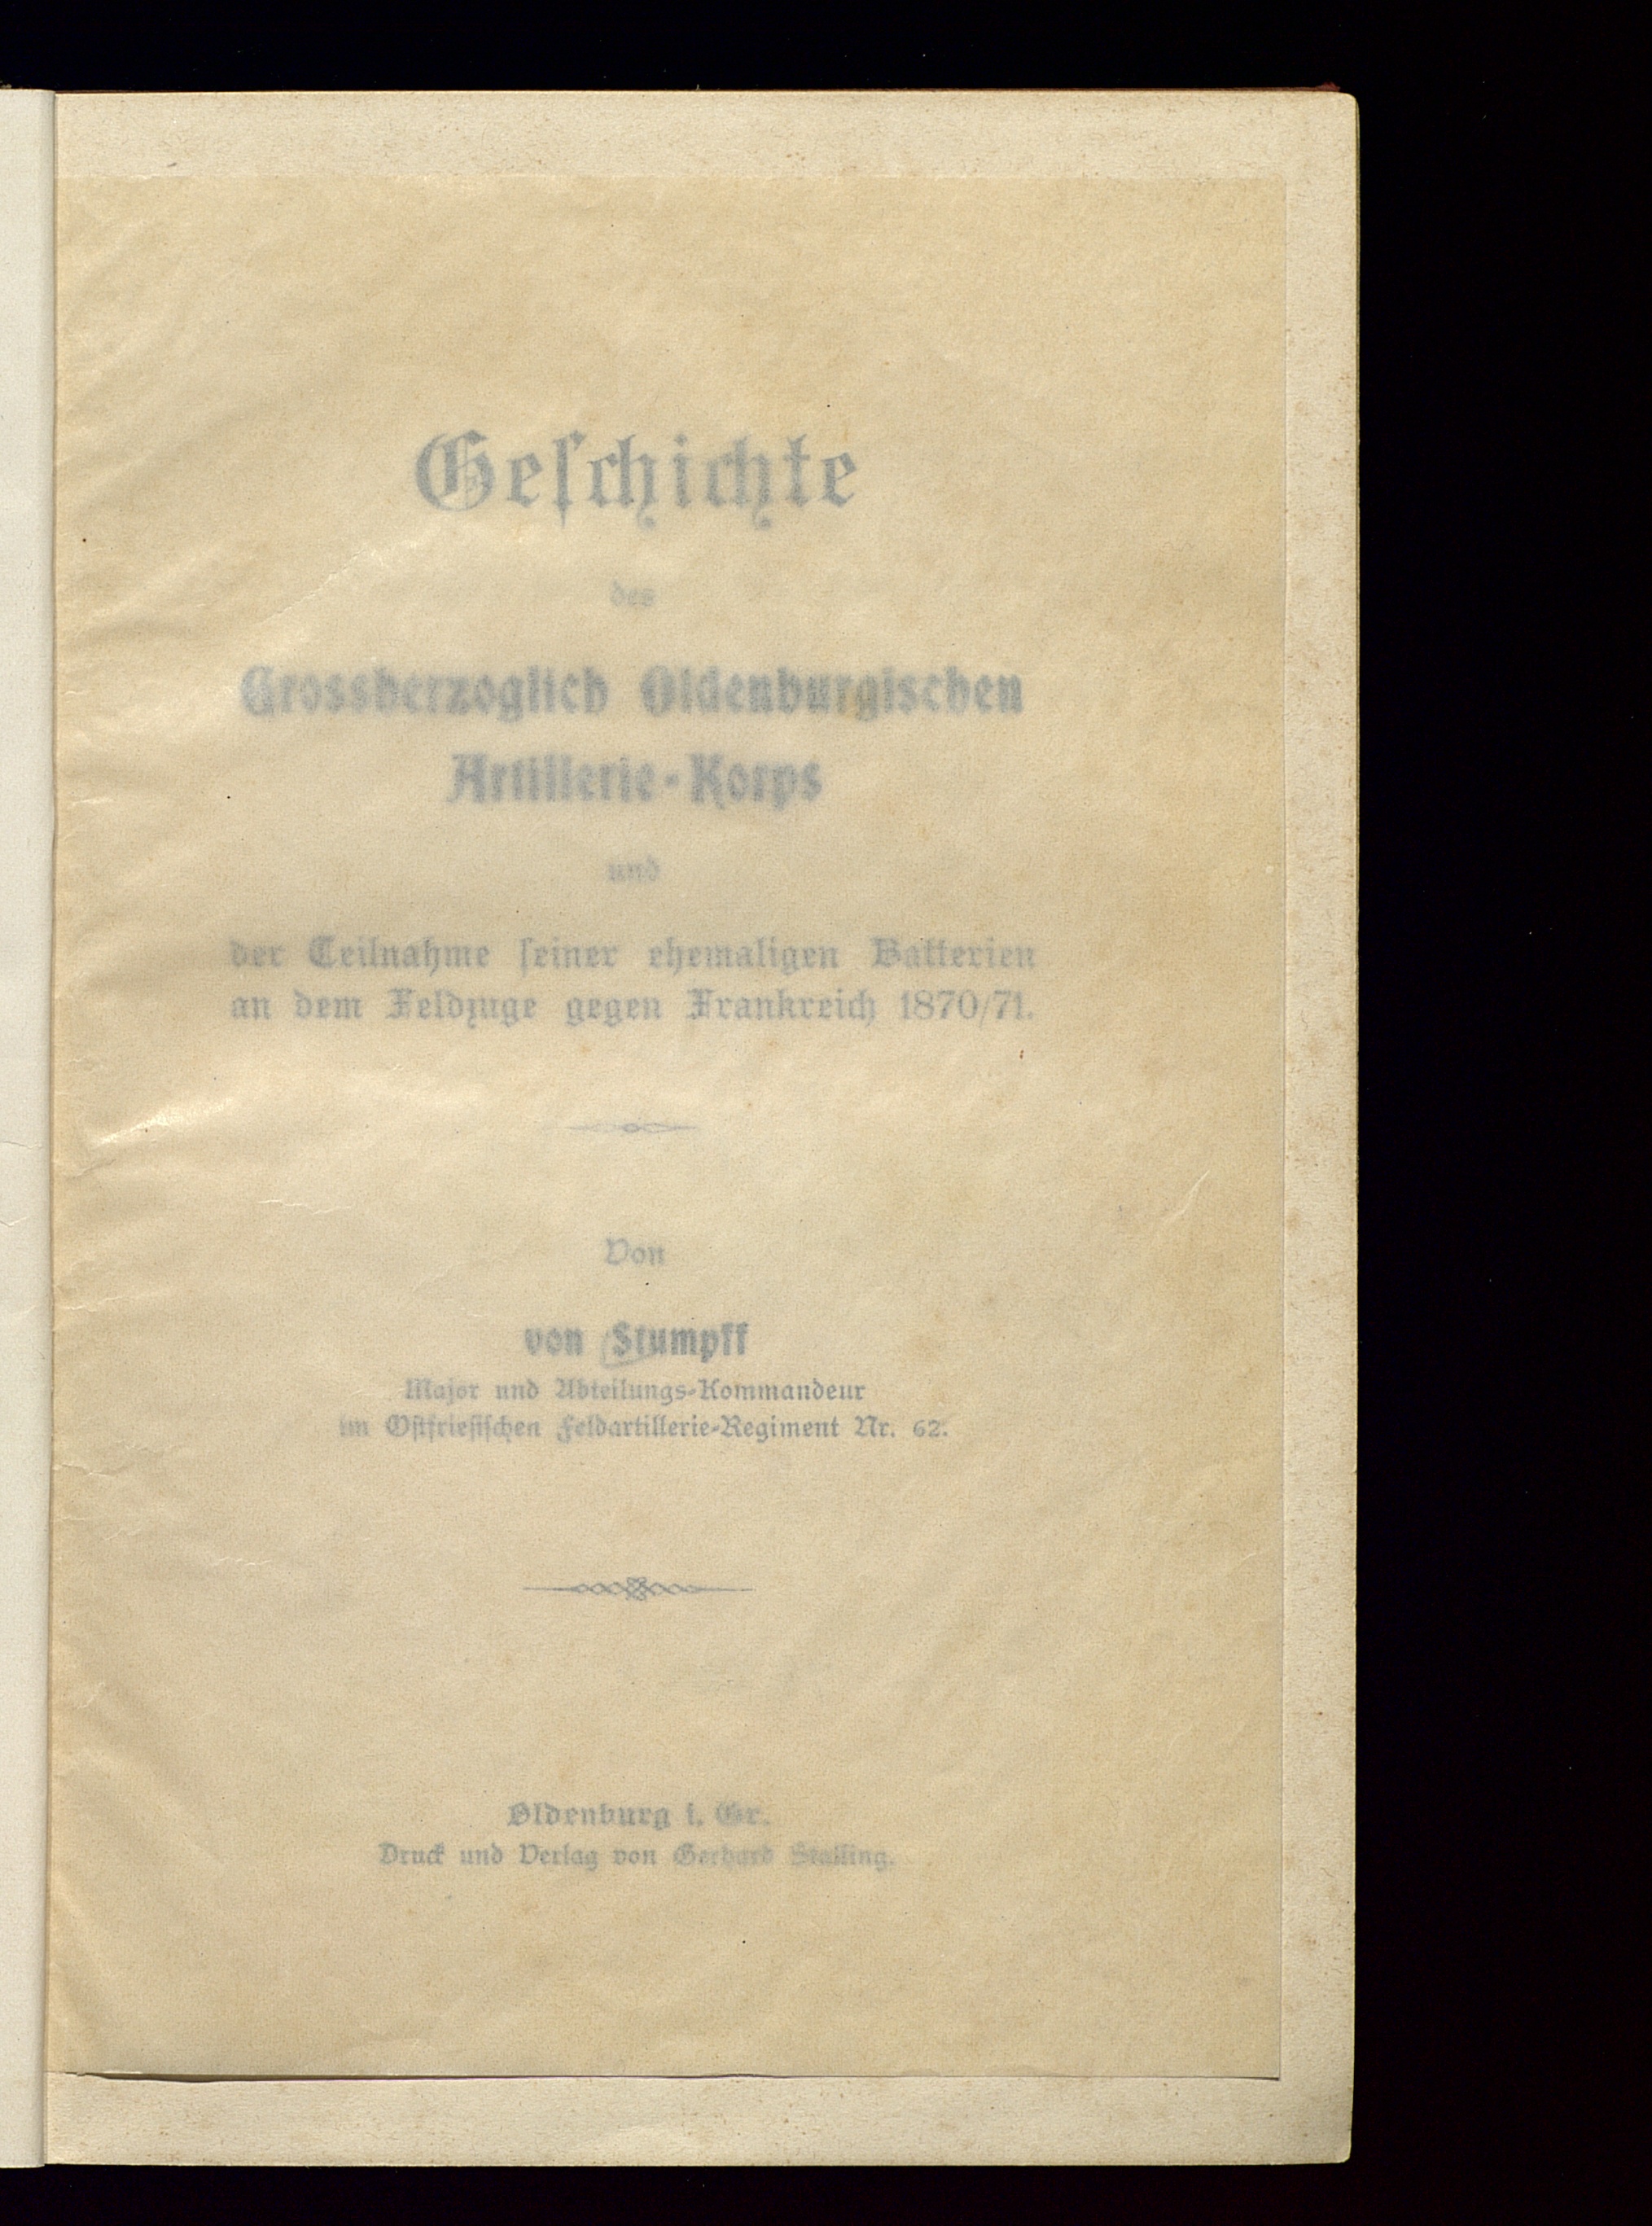 Geſchichte
des
Grossherzoglich Oldenburgischen
Artillerie-Korps
und
der Teilnahme ſeiner ehemaligen Batterien
an dem Feldzuge gegen Frankreich 1870/71.
Von
von Stumpff
Major und Abteilungs-Kommandeur
im Oſtfrieſiſchen Feldartillerie-Regiment Nr. 62.
Oldenburg i. Gr.
Druck und Verlag von Gerhard Stalling.